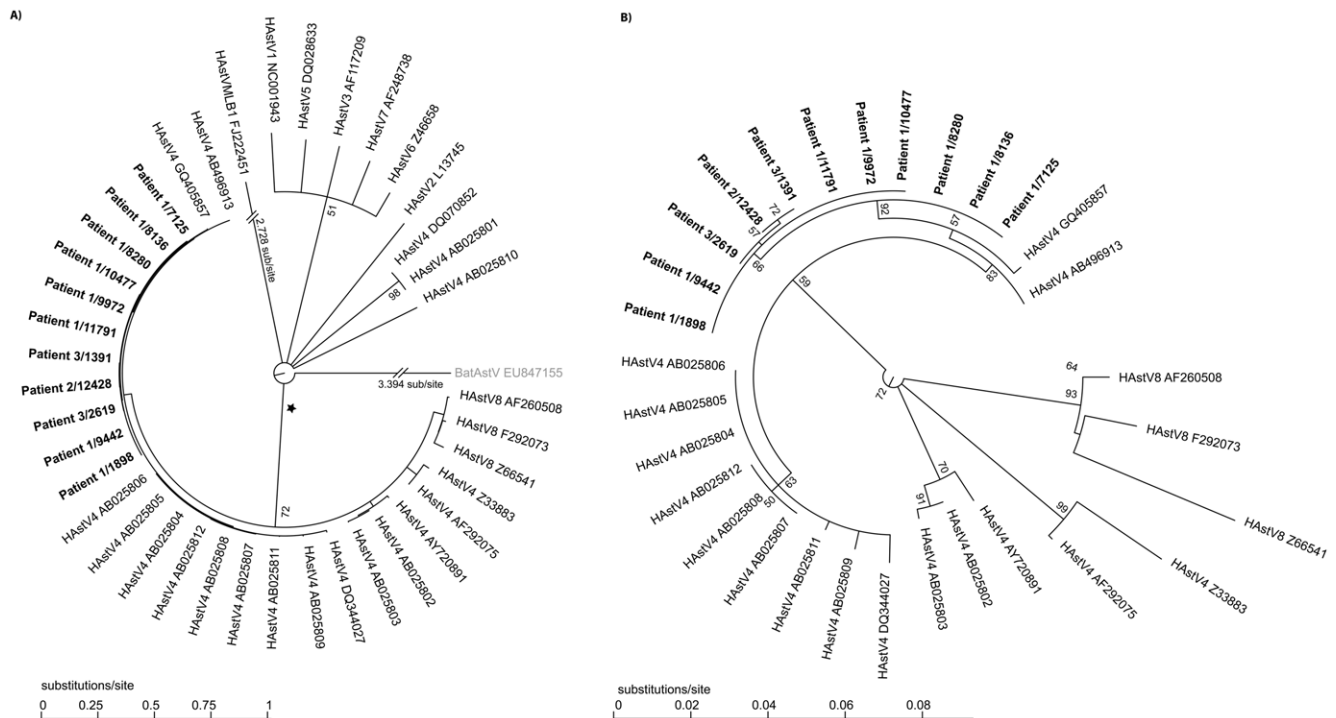 A)
HAstV1 NC001943
HAstV5 DQ028633
HAstV3 AF117209
HAstV7 AF248738
HAstV6 Z46658
HAstV2 L13745
HAstV4 DQ070852
HAstV4 AB025801
HAstV4 AB025810
BatAstV EU847155
HAstV8 AF260508
HAstV8 F292073
HAstV8 Z66541
HAstV4 Z33883
HAstV4 AF292075
HAstV4 AY720891
HAstV4 AB025802
HAstV4 AB025803
HAstV4 DQ344027
HAstV4 AB025809
HAstV4 AB025811
HAstV4 AB025807
HAstV4 AB025808
HAstV4 AB025812
HAstV4 AB025804
HAstV4 AB025805
HAstV4 AB025806
Patient 1/1898
Patient 1/9442
Patient 3/2619
Patient 2/12428
Patient 3/1391
Patient 1/11791
Patient 1/9972
Patient 1/10477
Patient 1/8280
Patient 1/8136
Patient 1/7125
HAstV4 GQ405857
HAstV4 AB496913
HAstVMLB1 FJ222451
2.728 sub/site
51
98
3.394 sub/site
72
substitutions/site
0 0.25 0.5 0.75 1
B)
Patient 1/1898
Patient 1/9442
Patient 3/2619
Patient 2/12428
Patient 3/1391
Patient 1/11791
Patient 1/9972
Patient 1/10477
Patient 1/8280
Patient 1/8136
Patient 1/7125
HAstV4 GQ405857
HAstV4 AB496913
HAstV8 AF260508
HAstV8 F292073
HAstV8 Z66541
HAstV4 Z33883
HAstV4 AF292075
HAstV4 AY720891
HAstV4 AB025802
HAstV4 AB025803
HAstV4 DQ344027
HAstV4 AB025809
HAstV4 AB025811
HAstV4 AB025807
HAstV4 AB025808
HAstV4 AB025812
HAstV4 AB025804
HAstV4 AB025805
HAstV4 AB025806
72
57
66
92
57
83
59
72
64
93
99
70
91
63
50
substitutions/site
0 0.02 0.04 0.06 0.08